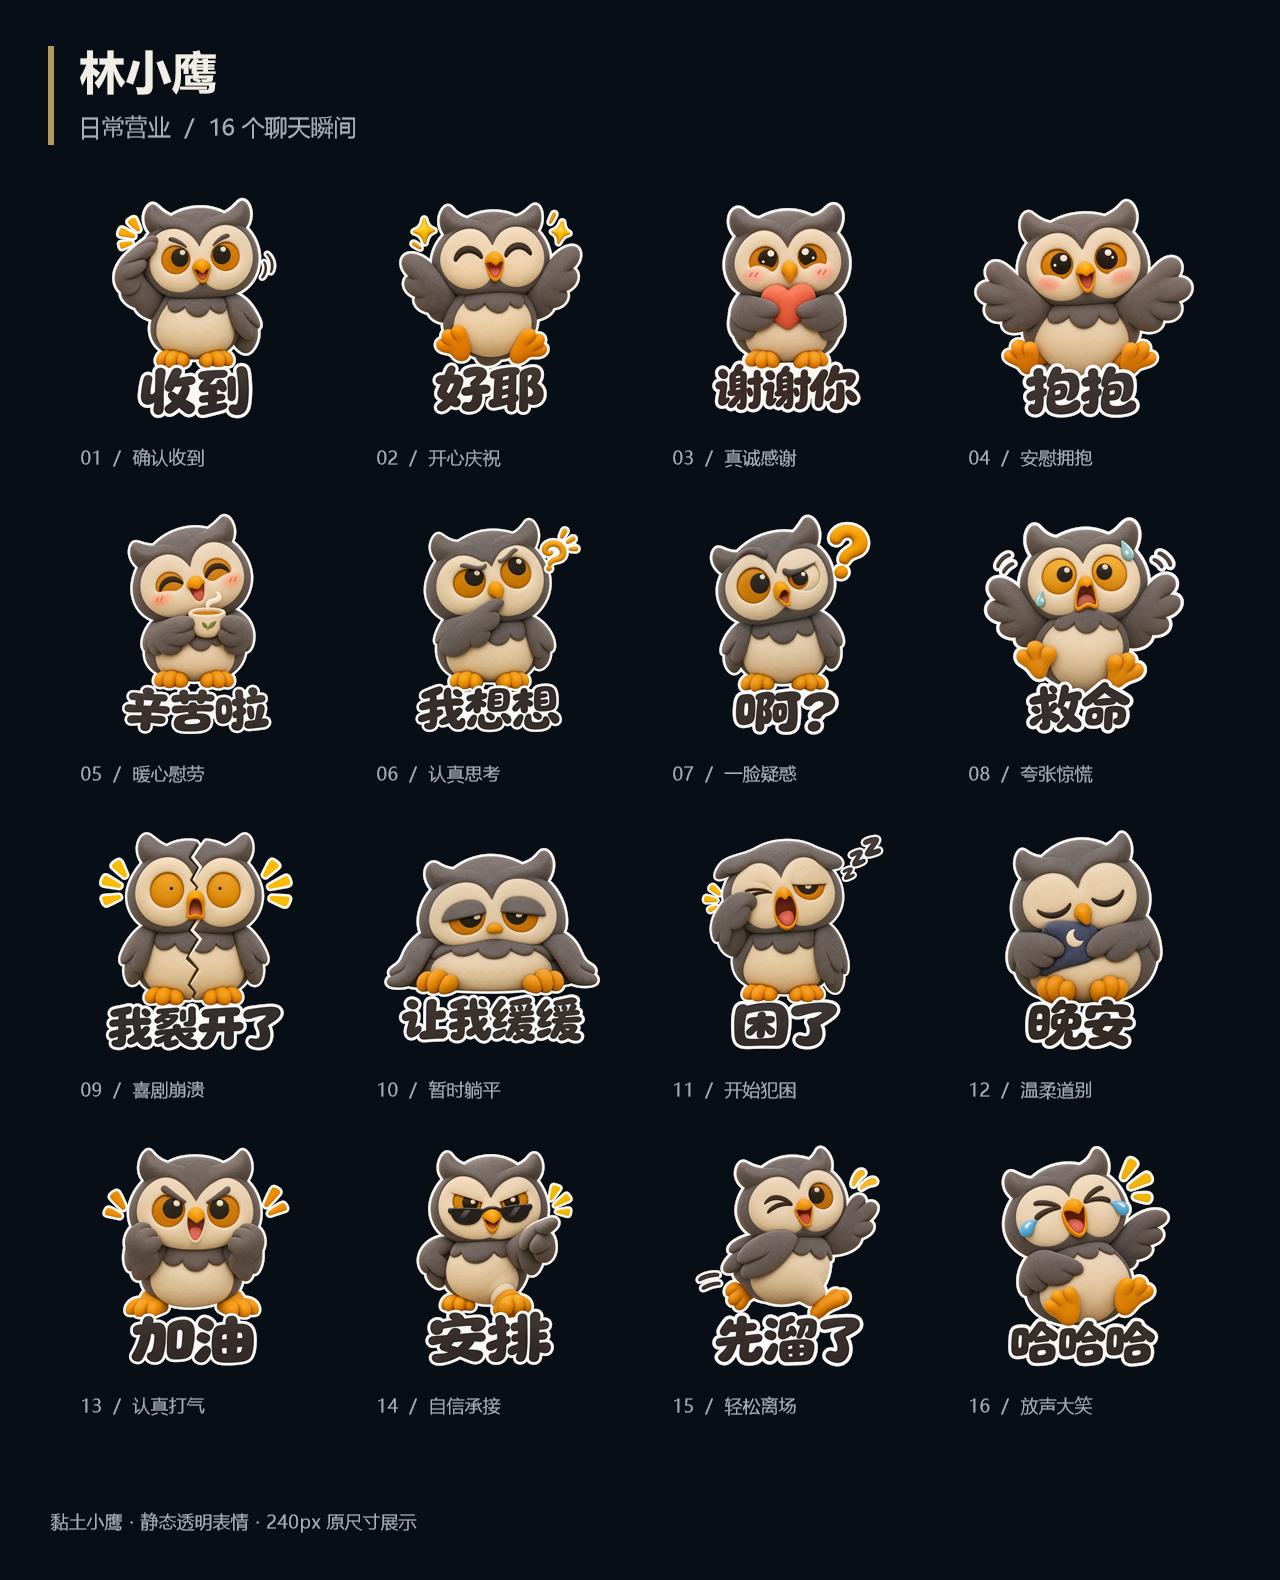 林小鹰
日常营业 / 16 个聊天瞬间
收到
好耶
谢谢你
抱抱
01 / 确认收到
02 / 开心庆祝
03 / 真诚感谢
04 / 安慰拥抱
?
?
辛苦啦
我想想
啊?
救命
05 / 暖心慰劳
06 / 认真思考
07 / 一脸疑惑
08 / 夸张惊慌
zzZ
我裂开了
让我缓缓
困了
晚安
09 / 喜剧崩溃
10 / 暂时躺平
11 / 开始犯困
12 / 温柔道别
加油
安排
先溜了
哈哈哈
13 / 认真打气
14 / 自信承接
15 / 轻松离场
16 / 放声大笑
黏土小鹰 · 静态透明表情 · 240px 原尺寸展示